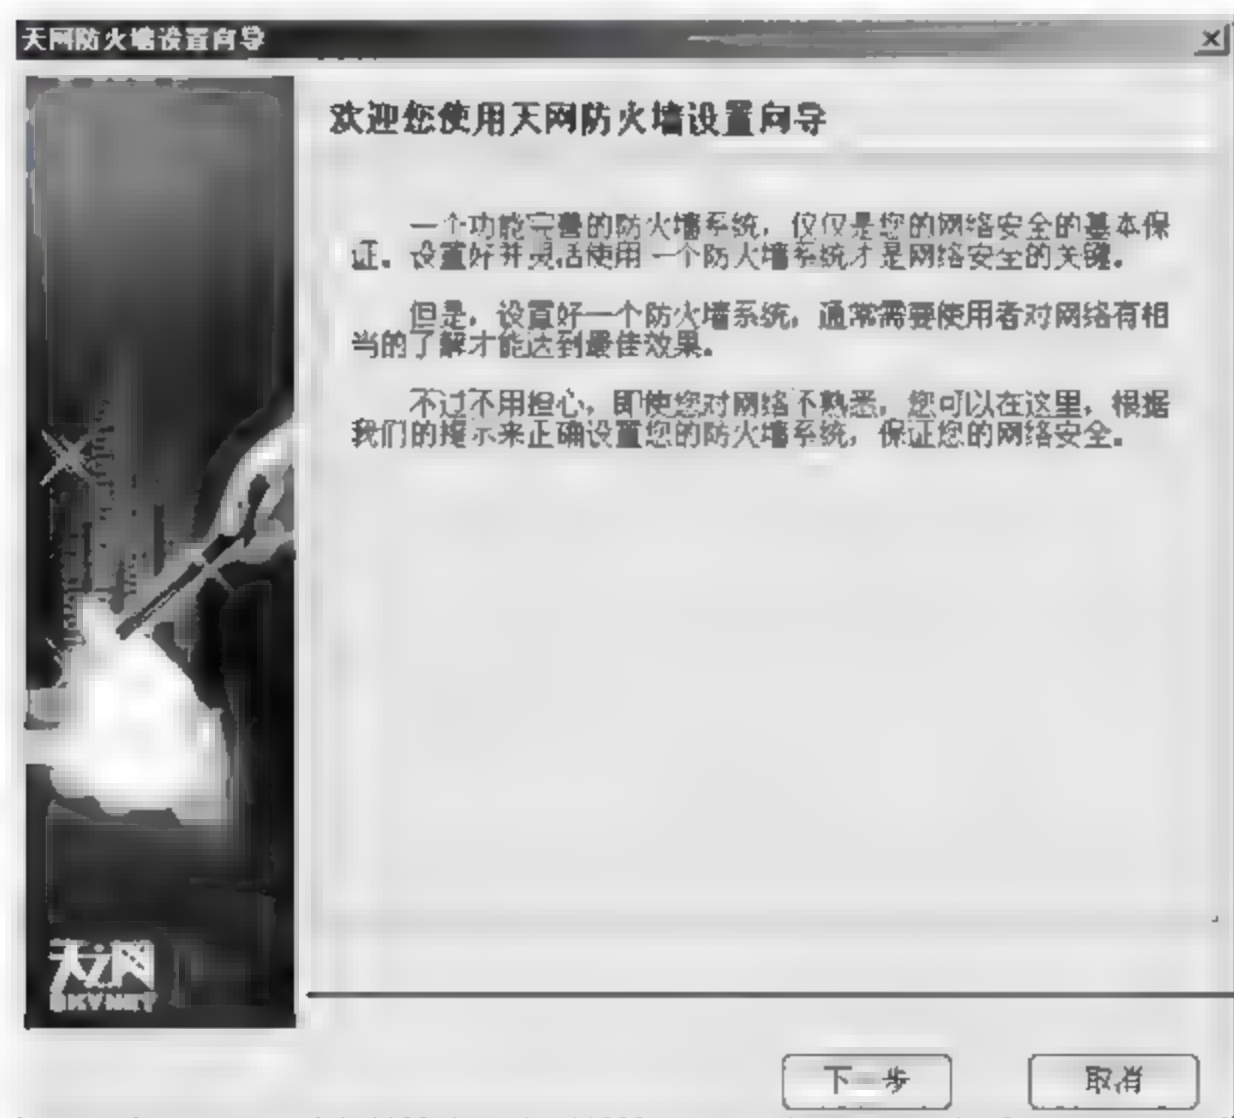 天网防火墙设置向导
欢迎您使用天网防火墙设置向导
一个功能完善的防火墙系统，仅仅是您的网络安全的基本保
证。设置好并灵活使用一个防火墙系统才是网络安全的关键。
但是，设置好一个防火墙系统，通常需要使用者对网络有相
当的了解才能达到最佳效果。
不过不用担心，即使您对网络不熟悉，您可以在这里，根据
我们的提示来正确设置您的防火墙系统，保证您的网络安全。
天之网
SKYNET
下一步
取消